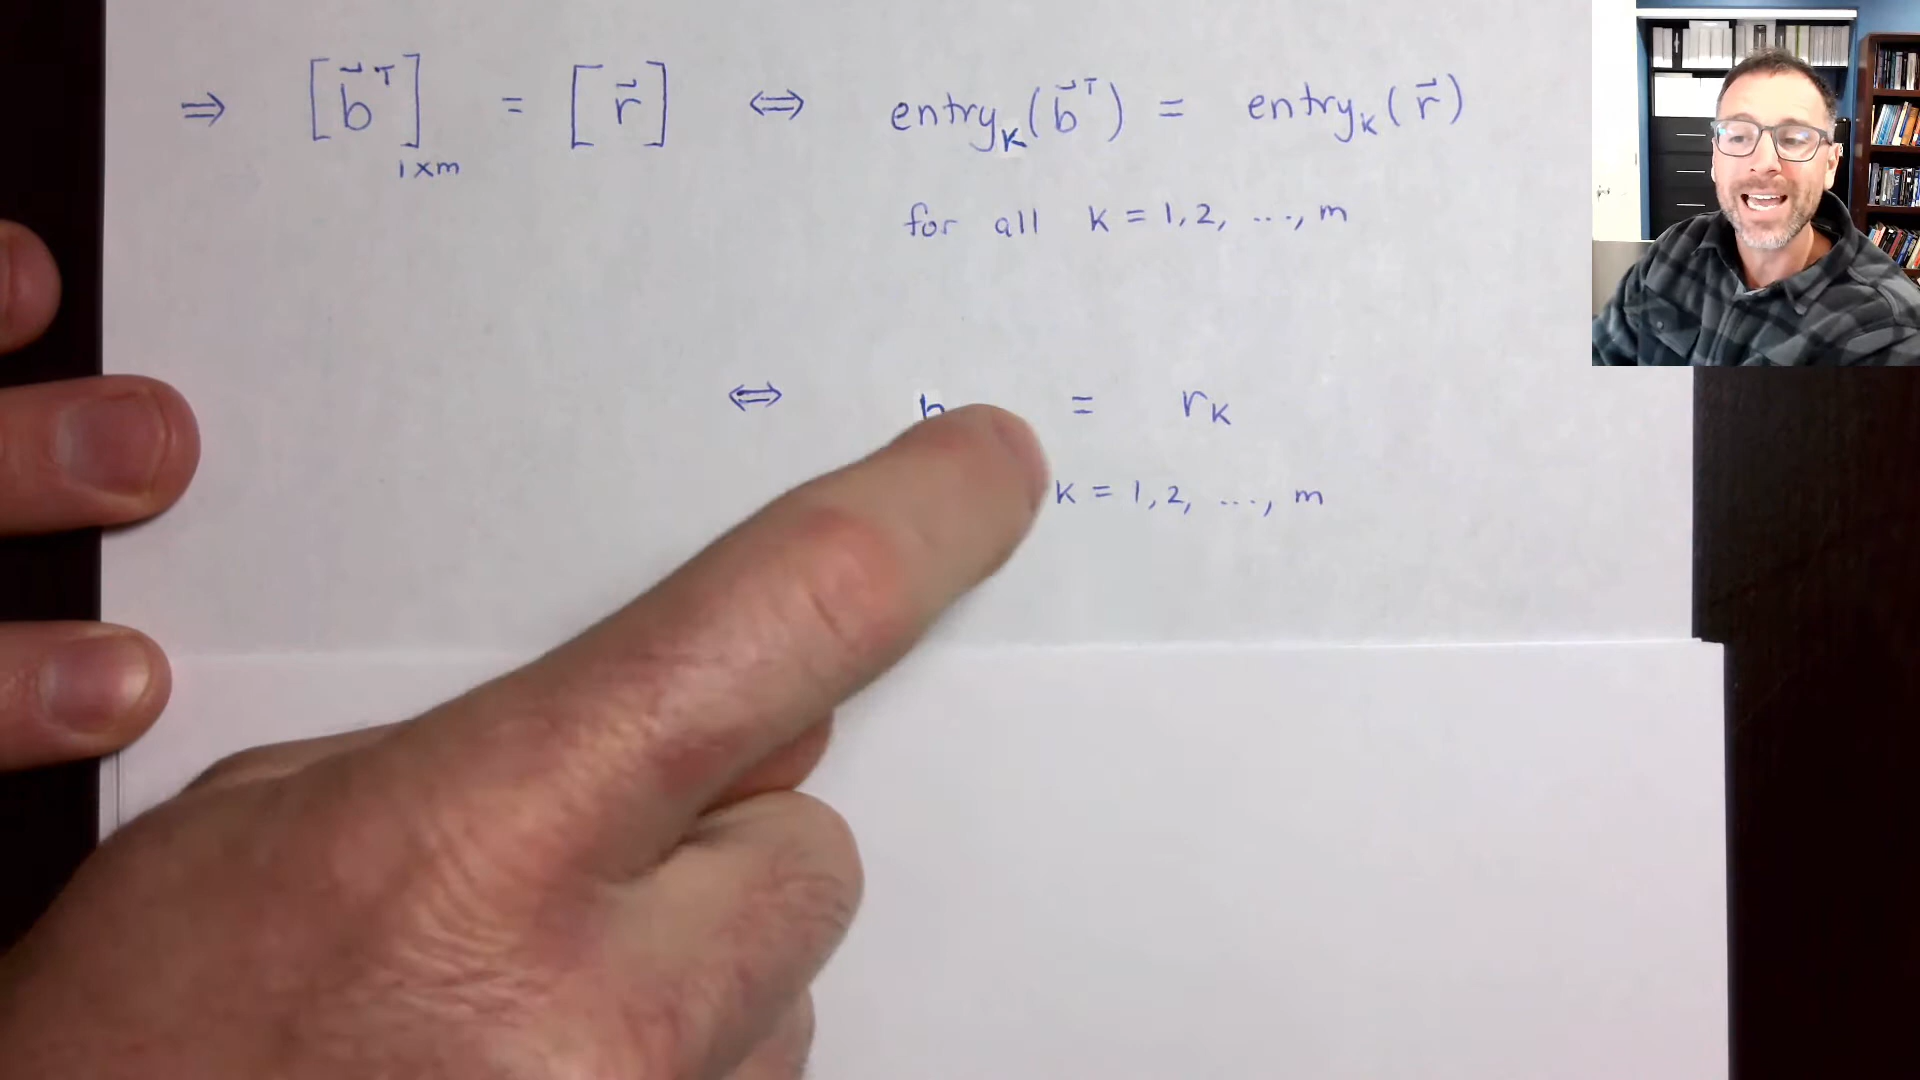 ⇒ [b⃗ᵀ]₁ₓₘ = [r⃗] ⇔ entryₖ(b⃗ᵀ) = entryₖ(r⃗)
for all k = 1, 2, ..., m
⇔ b = rₖ
k = 1, 2, ..., m